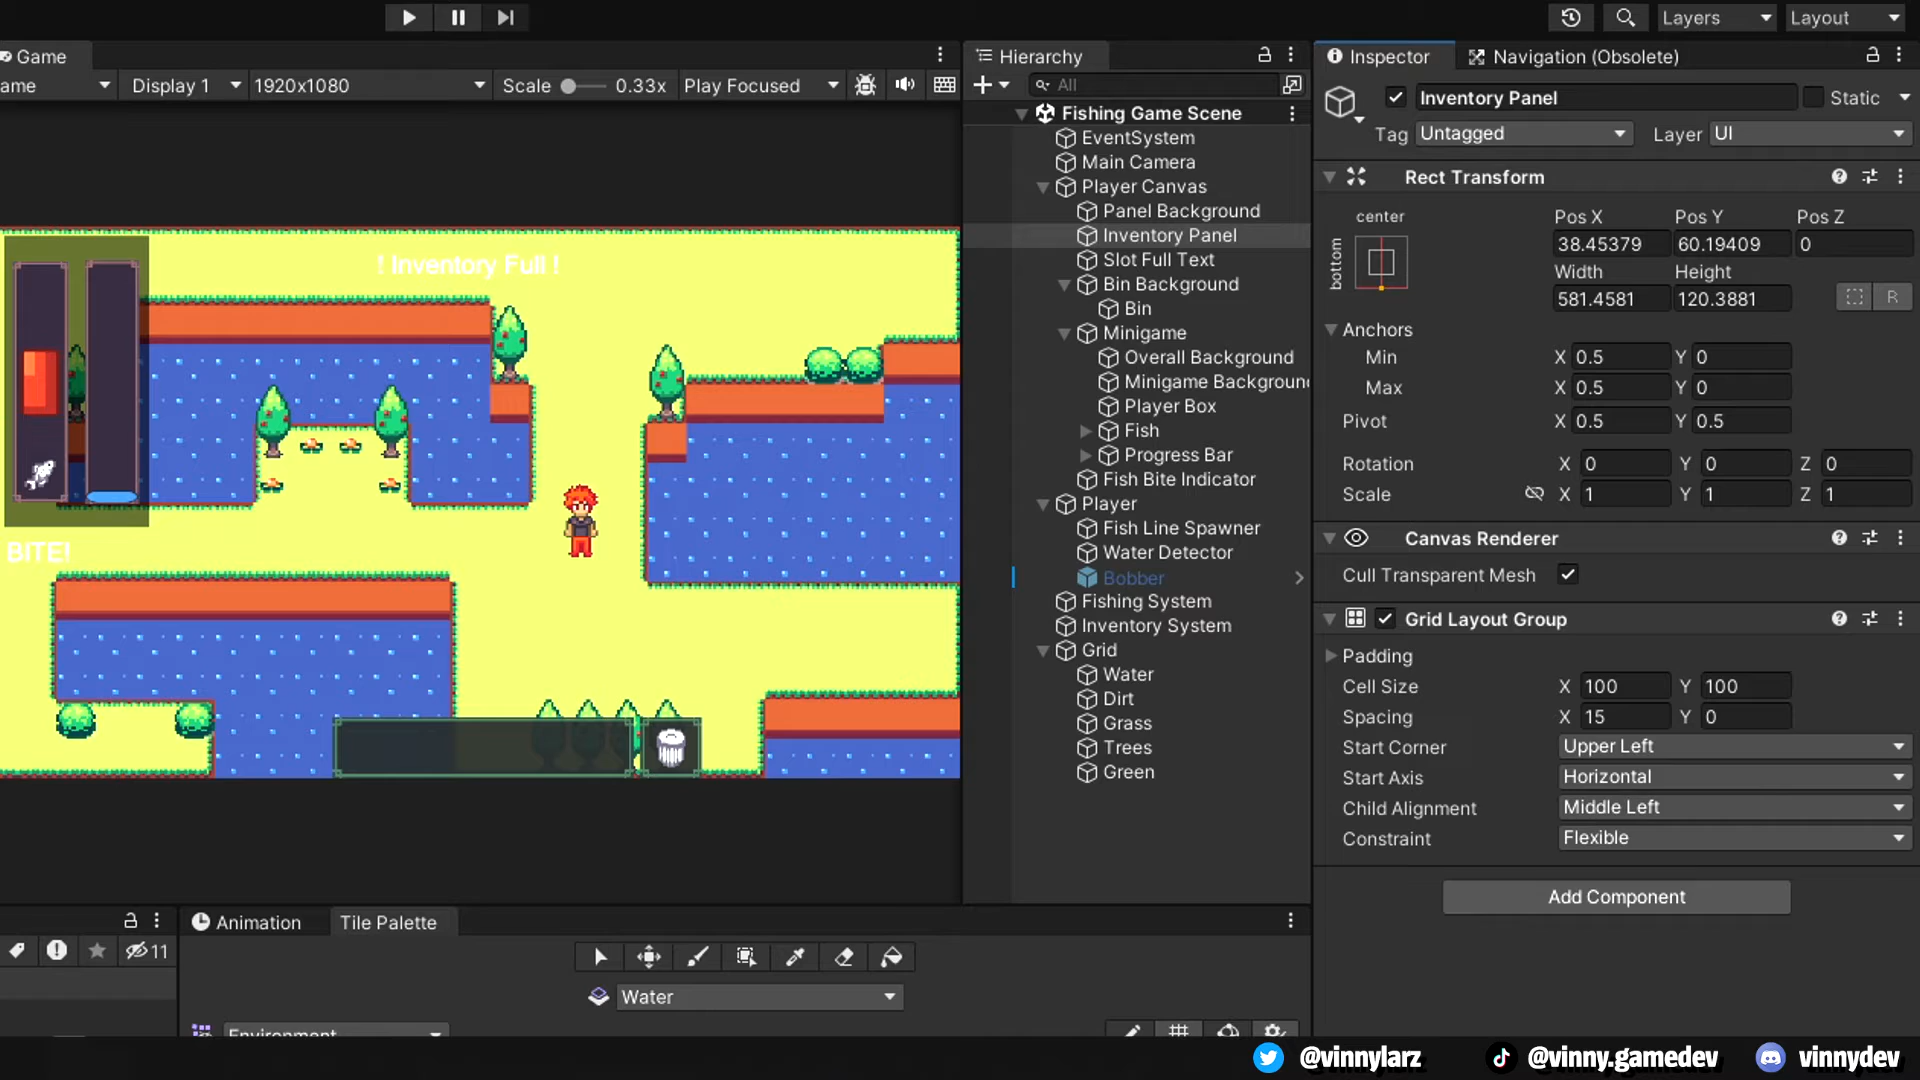 Layers
Layout
Game
ame
Display 1
1920x1080
Scale
0.33x
Play Focused
! Inventory Full !
BITE!
Hierarchy
All
Fishing Game Scene
EventSystem
Main Camera
Player Canvas
Panel Background
Inventory Panel
Slot Full Text
Bin Background
Bin
Minigame
Overall Background
Minigame Background
Player Box
Fish
Progress Bar
Fish Bite Indicator
Player
Fish Line Spawner
Water Detector
Bobber
Fishing System
Inventory System
Grid
Water
Dirt
Grass
Trees
Green
Inspector
Navigation (Obsolete)
Inventory Panel
Static
Tag Untagged
Layer UI
Rect Transform
center
bottom
Pos X Pos Y Pos Z
38.45379 60.19409 0
Width Height
581.4581 120.3881
R
Anchors
Min X 0.5 Y 0
Max X 0.5 Y 0
Pivot X 0.5 Y 0.5
Rotation X 0 Y 0 Z 0
Scale X 1 Y 1 Z 1
Canvas Renderer
Cull Transparent Mesh
Grid Layout Group
Padding
Cell Size X 100 Y 100
Spacing X 15 Y 0
Start Corner Upper Left
Start Axis Horizontal
Child Alignment Middle Left
Constraint Flexible
Add Component
11
Animation
Tile Palette
Water
Environment
@vinnylarz
@vinny.gamedev
vinnydev